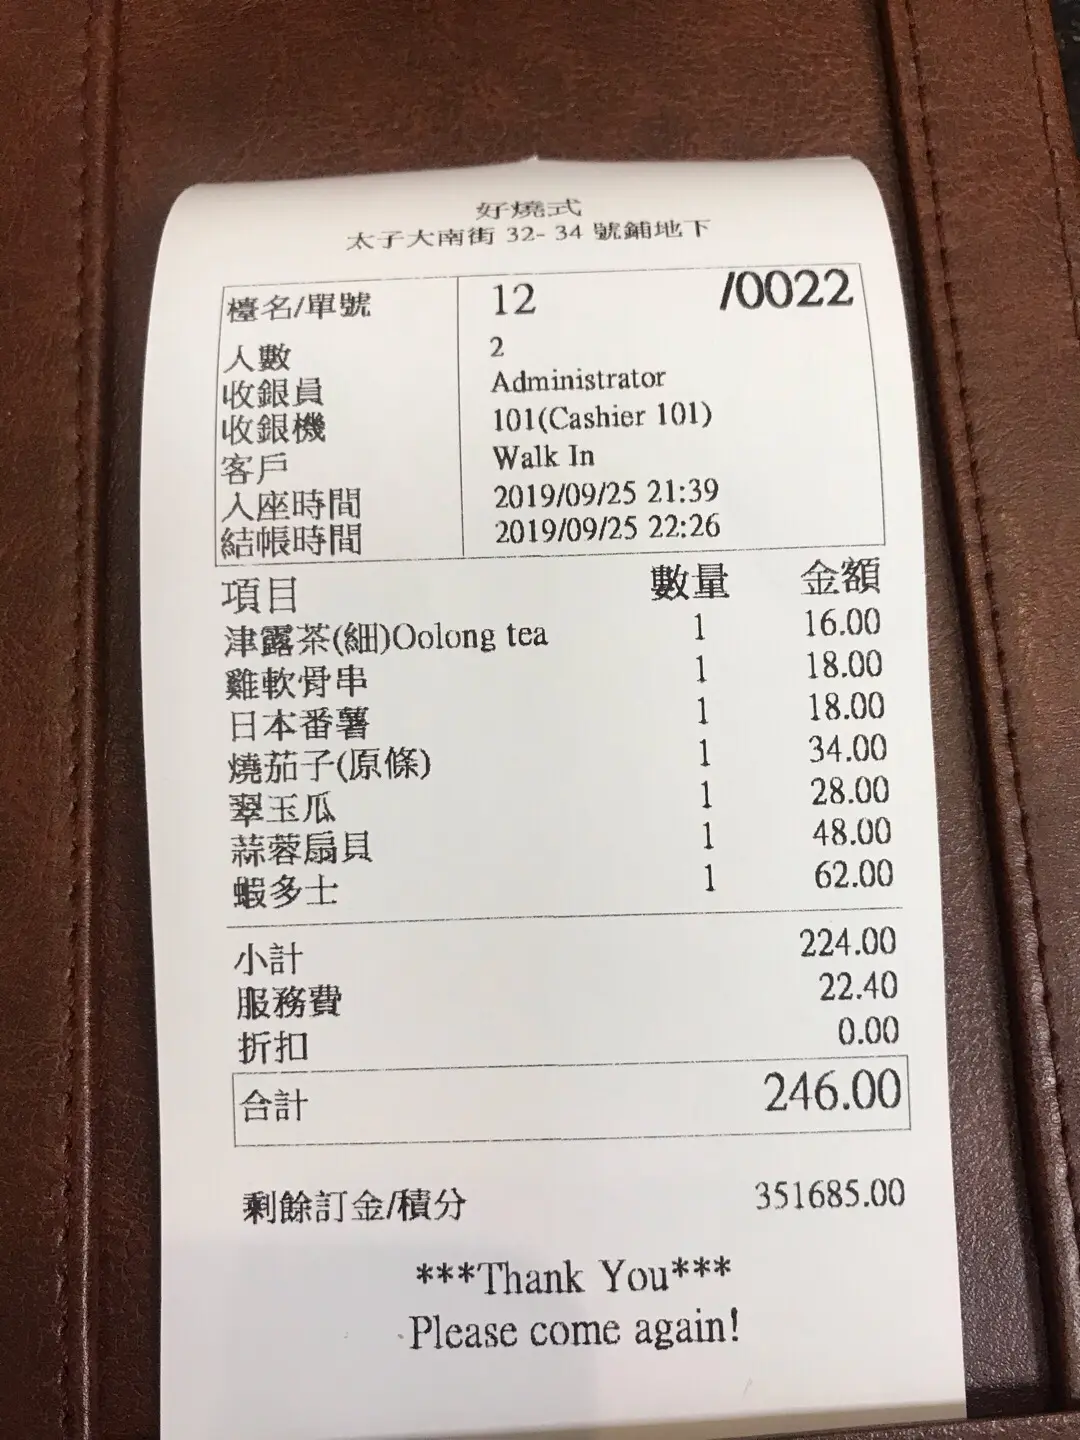 好燒式
太子大南街 32- 34 號鋪地下
檯名/單號 12 /0022
人數 2
收銀員 Administrator
收銀機 101(Cashier 101)
客戶 Walk In
入座時間 2019/09/25 21:39
結帳時間 2019/09/25 22:26
項目 數量 金額
津露茶(細)Oolong tea 1 16.00
雞軟骨串 1 18.00
日本番薯 1 18.00
燒茄子(原條) 1 34.00
翠玉瓜 1 28.00
蒜蓉扇貝 1 48.00
蝦多士 1 62.00
小計 224.00
服務費 22.40
折扣 0.00
合計 246.00
剩餘訂金/積分 351685.00
***Thank You***
Please come again!